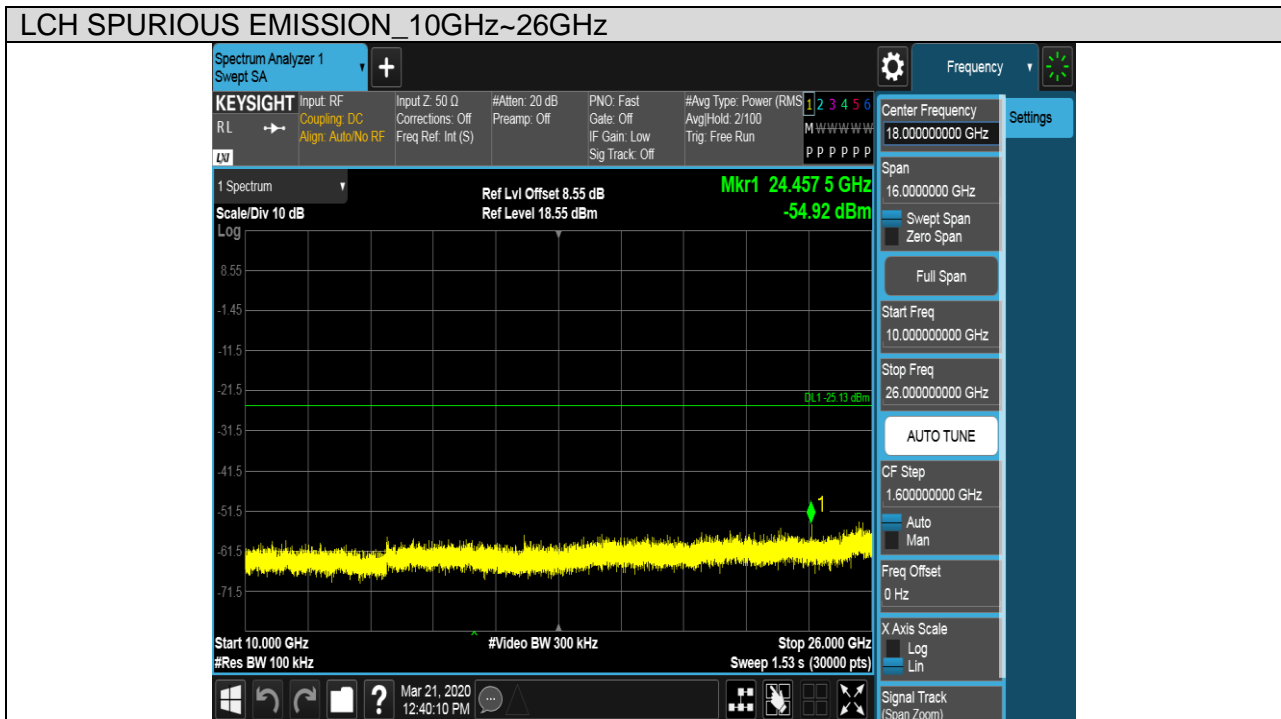 LCH SPURIOUS EMISSION_10GHz~26GHz
Spectrum Analyzer 1
Swept SA
+
Frequency
KEYSIGHT
RL
LXI
Input: RF
Coupling: DC
Align: Auto/No RF
Input Z: 50 Ω
Corrections: Off
Freq Ref: Int (S)
#Atten: 20 dB
Preamp: Off
PNO: Fast
Gate: Off
IF Gain: Low
Sig Track: Off
#Avg Type: Power (RMS
Avg|Hold: 2/100
Trig: Free Run
1 2 3 4 5 6
M W W W W W
P P P P P P
1 Spectrum
Scale/Div 10 dB
Ref Lvl Offset 8.55 dB
Ref Level 18.55 dBm
Mkr1 24.457 5 GHz
-54.92 dBm
Log
8.55
-1.45
-11.5
-21.5
DL1 -25.13 dBm
-31.5
-41.5
-51.5
1
-61.5
-71.5
Start 10.000 GHz
#Res BW 100 kHz
#Video BW 300 kHz
Stop 26.000 GHz
Sweep 1.53 s (30000 pts)
?
Mar 21, 2020
12:40:10 PM
Center Frequency
18.000000000 GHz
Settings
Span
16.0000000 GHz
Swept Span
Zero Span
Full Span
Start Freq
10.000000000 GHz
Stop Freq
26.000000000 GHz
AUTO TUNE
CF Step
1.600000000 GHz
Auto
Man
Freq Offset
0 Hz
X Axis Scale
Log
Lin
Signal Track
(Span Zoom)